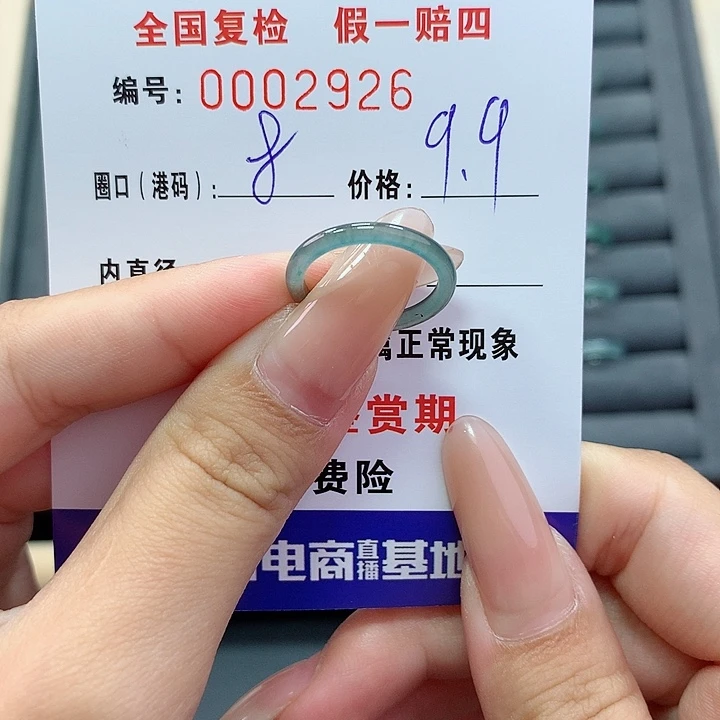 全国复检 假一赔四
编号: 0002926
圈口(港码): 8 价格: 9.9
内直径
正常现象
赏期
费险
电商直播基地